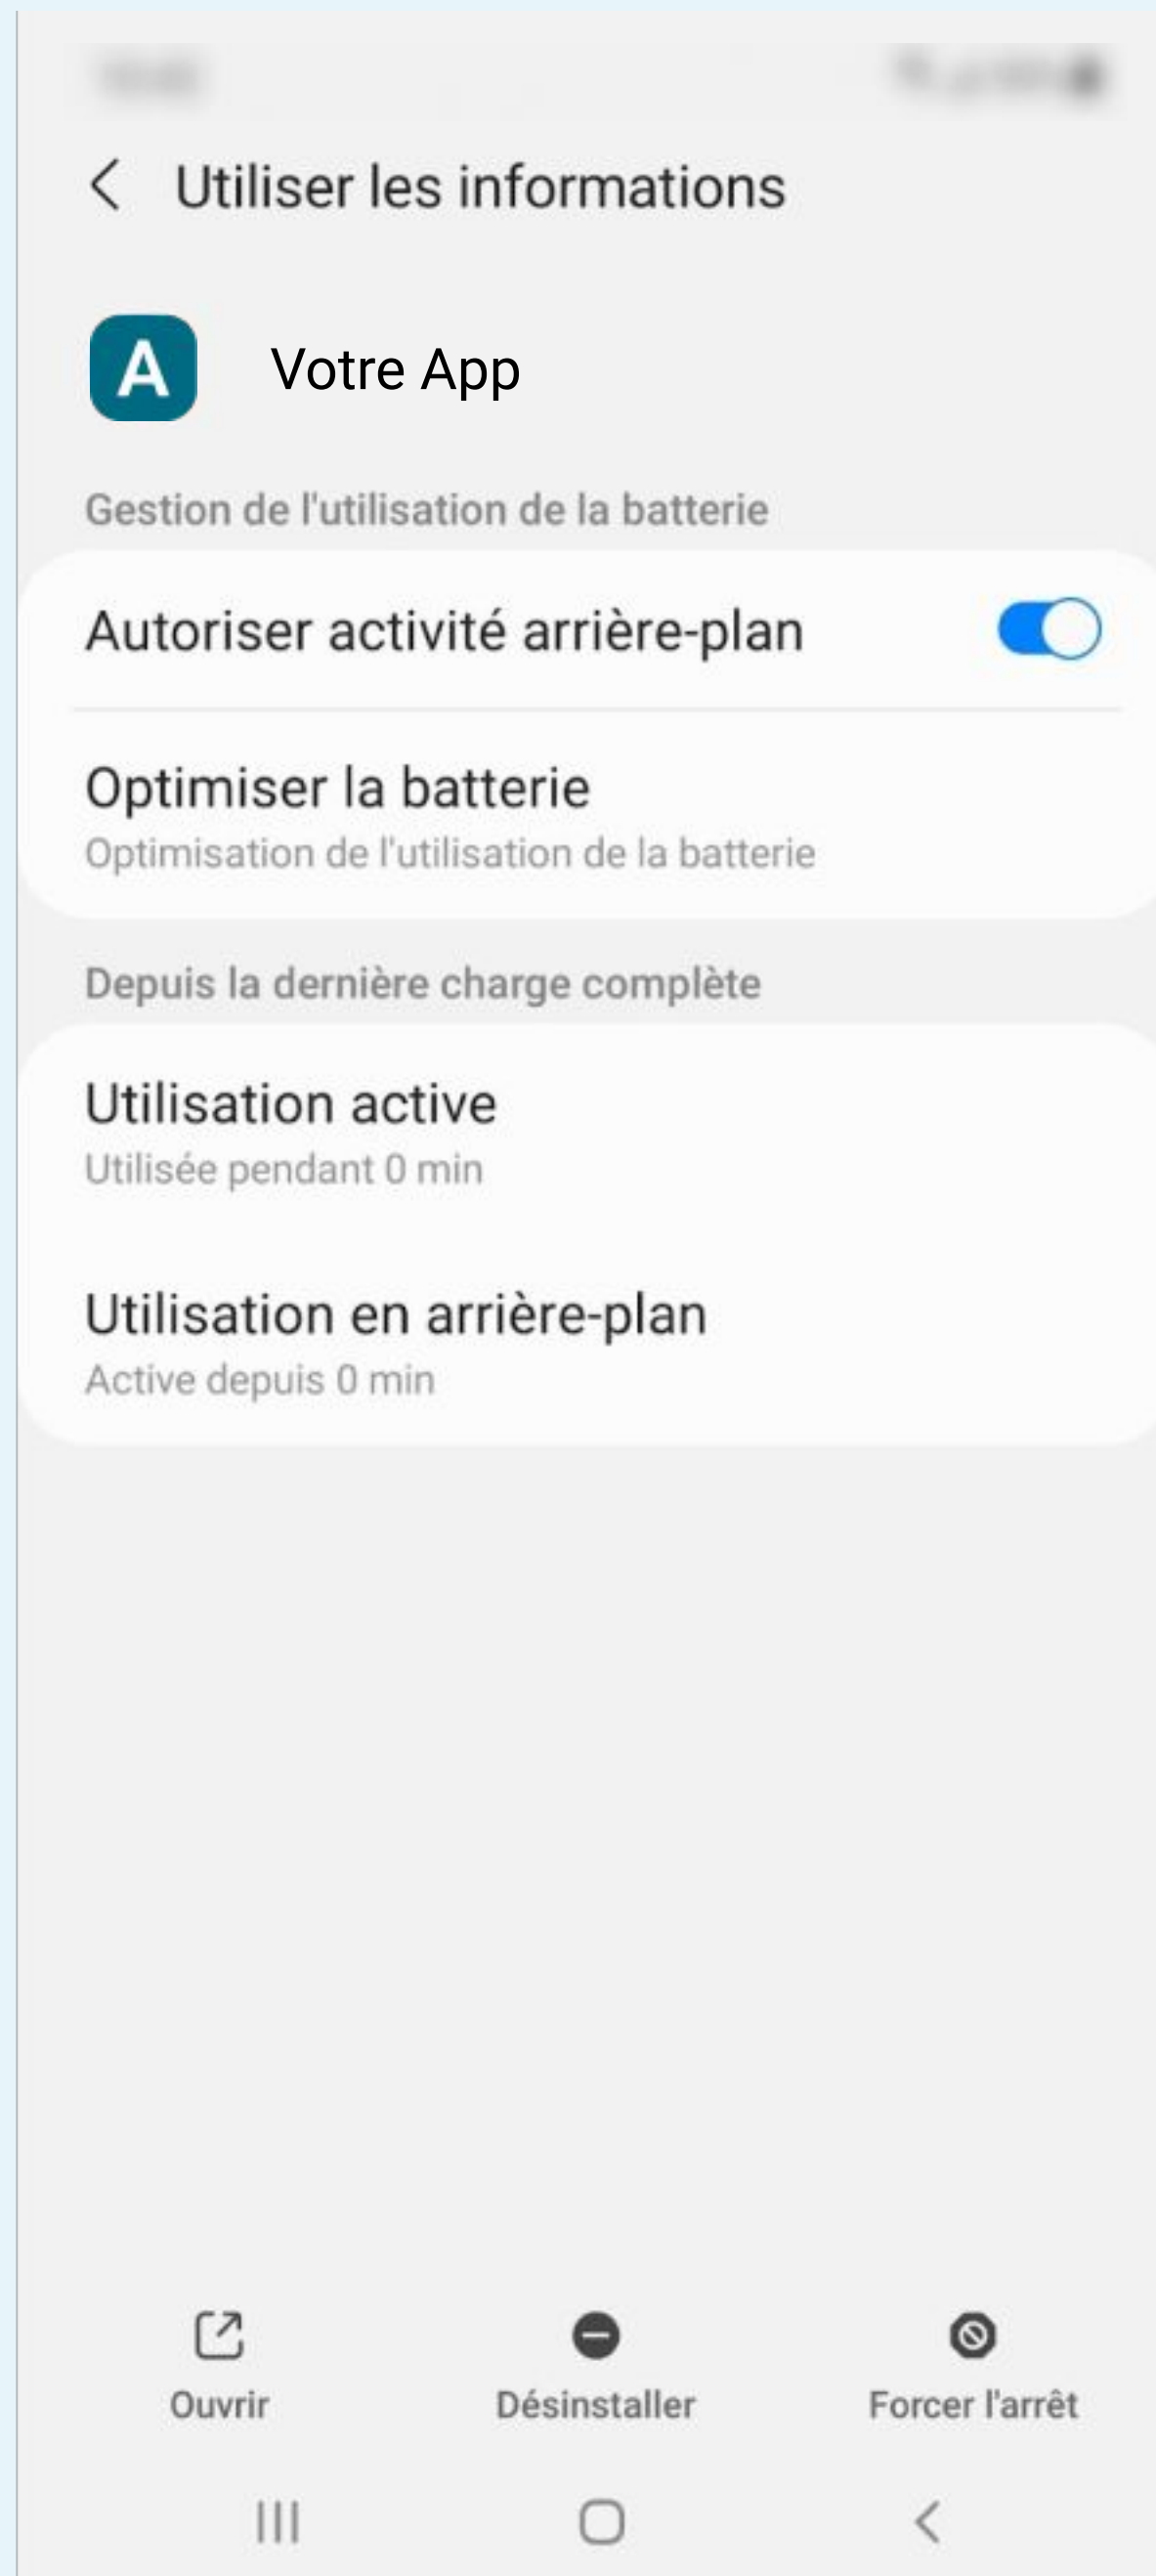 Utiliser les informations
A
Votre App
Gestion de l'utilisation de la batterie
Autoriser activité arrière-plan
Optimiser la batterie
Optimisation de l'utilisation de la batterie
Depuis la dernière charge complète
Utilisation active
Utilisée pendant 0 min
Utilisation en arrière-plan
Active depuis 0 min
Ouvrir
Désinstaller
Forcer l'arrêt